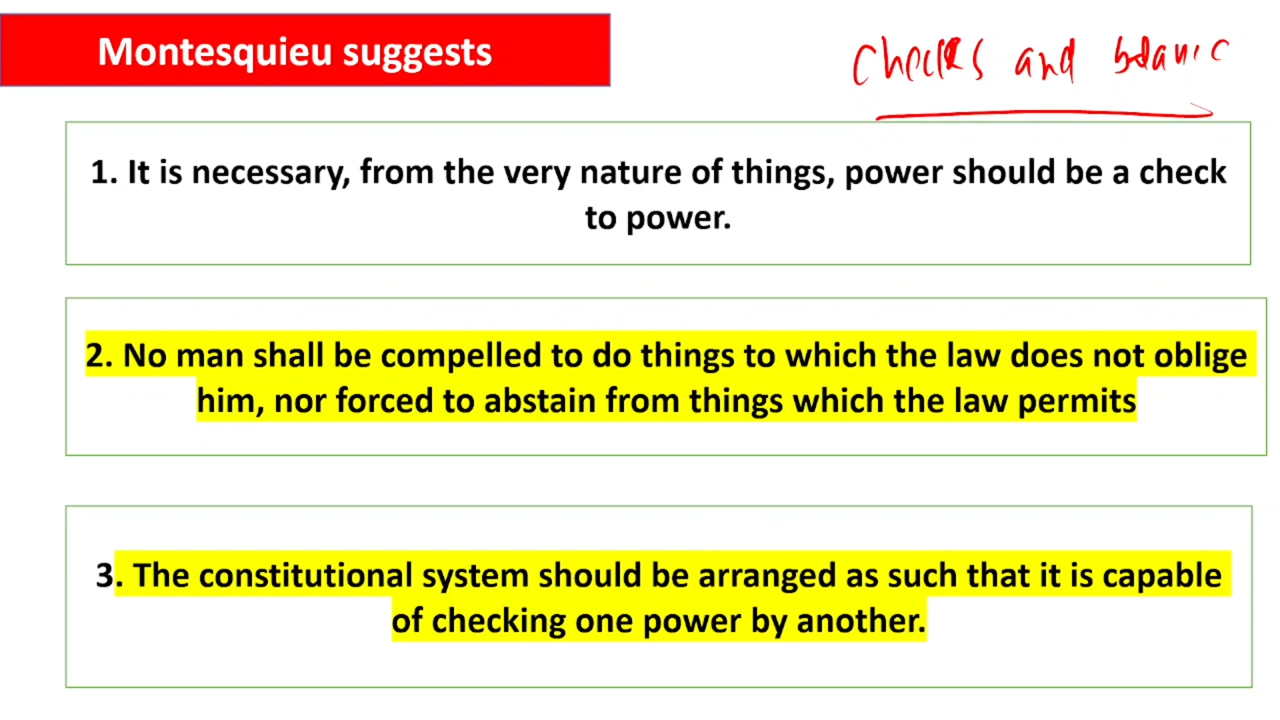 Montesquieu suggests
checks and balanc
1. It is necessary, from the very nature of things, power should be a check
to power.
2. No man shall be compelled to do things to which the law does not oblige
him, nor forced to abstain from things which the law permits
3. The constitutional system should be arranged as such that it is capable
of checking one power by another.